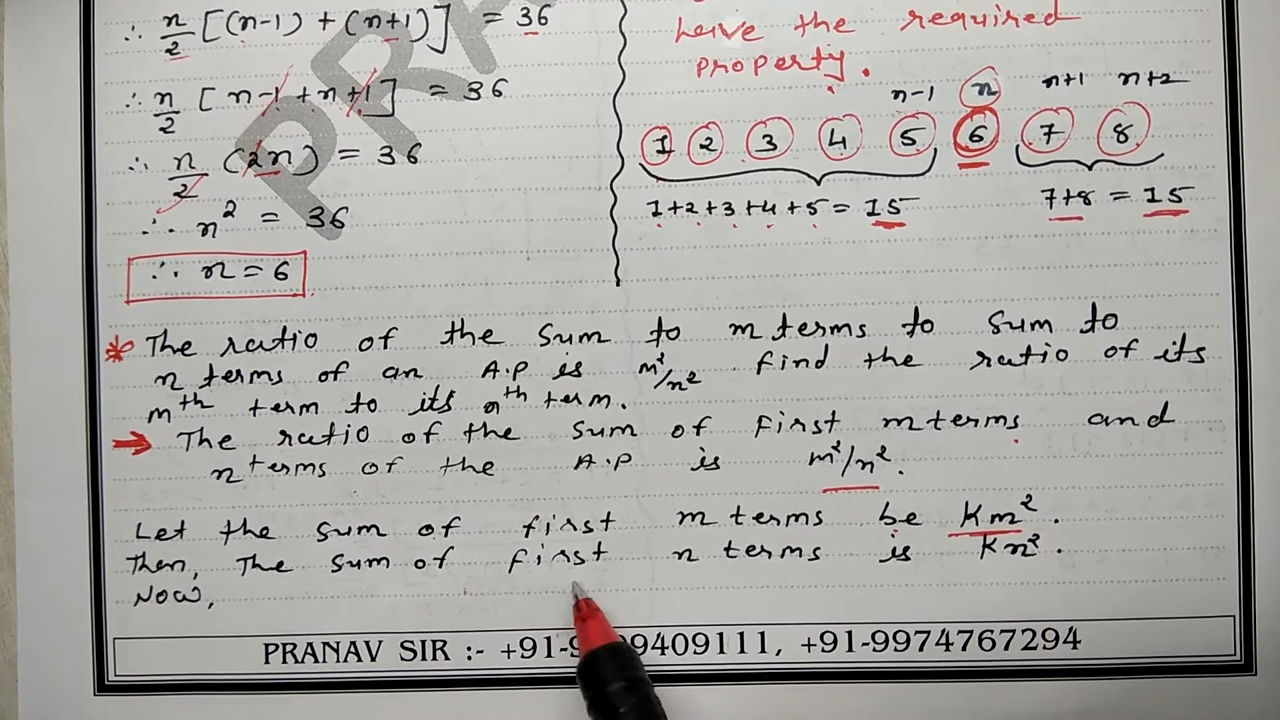 ∴ n/2 [(n-1) + (n+1)] = 36
∴ n/2 [ n-1 + n+1 ] = 36
∴ n/2 (2n) = 36
∴ n² = 36
∴ n = 6
have the required
property.
n-1 n n+1 n+2
1 2 3 4 5 6 7 8
1+2+3+4+5 = 15 7+8 = 15
* The ratio of the sum to m terms to sum to
n terms of an A.P is m²/n². find the ratio of its
mth term to its nth term.
→ The ratio of the sum of first m terms and
n terms of the A.P is m²/n².
Let the sum of first m terms be Km².
Then, The sum of first n terms is Kn².
Now,
PRANAV SIR :- +91-9 09409111, +91-9974767294